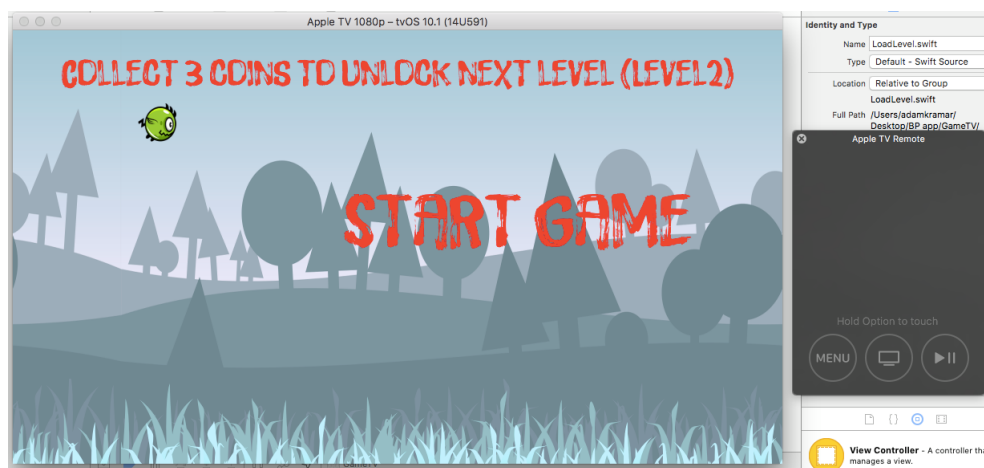 Apple TV 1080p – tvOS 10.1 (14U591)
COLLECT 3 COINS TO UNLOCK NEXT LEVEL (LEVEL2)
START GAME
Identity and Type
Name LoadLevel.swift
Type Default - Swift Source
Location Relative to Group
LoadLevel.swift
Full Path /Users/adamkramar/
Desktop/BP app/GameTV/
Apple TV Remote
Hold Option to touch
MENU
View Controller - A controller tha
manages a view.